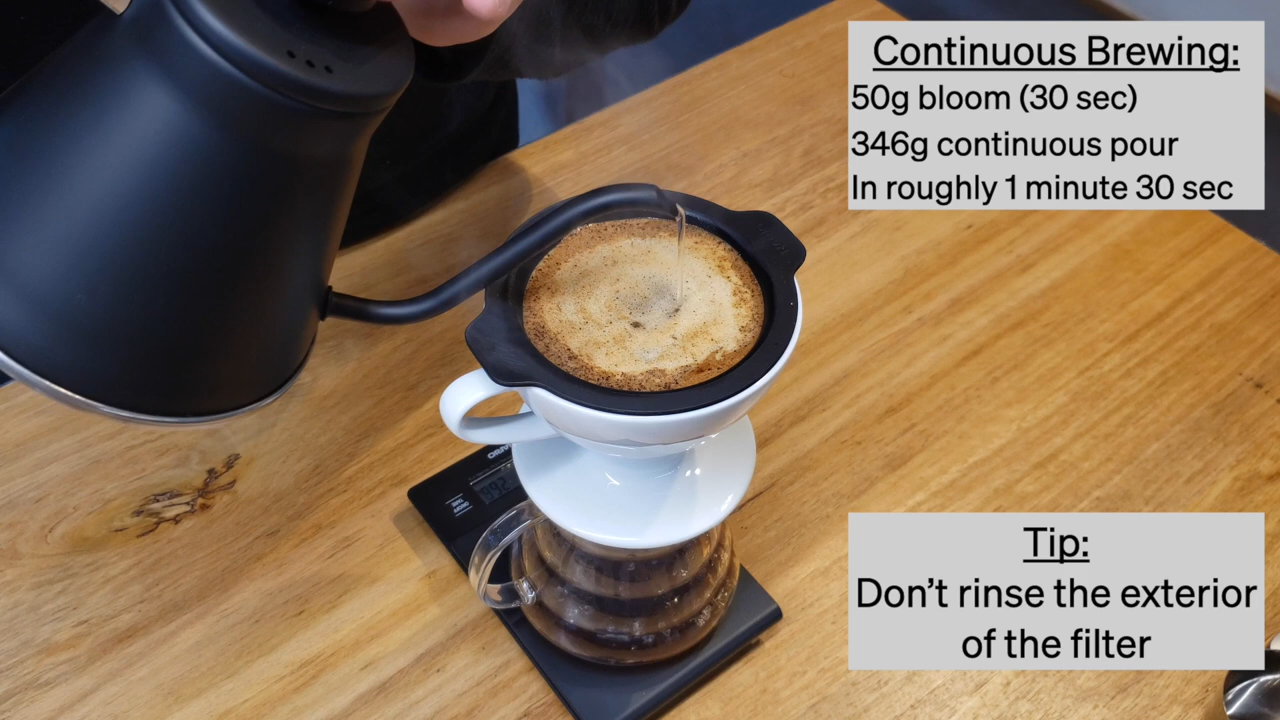 Continuous Brewing:
50g bloom (30 sec)
346g continuous pour
In roughly 1 minute 30 sec
Tip:
Don't rinse the exterior
of the filter